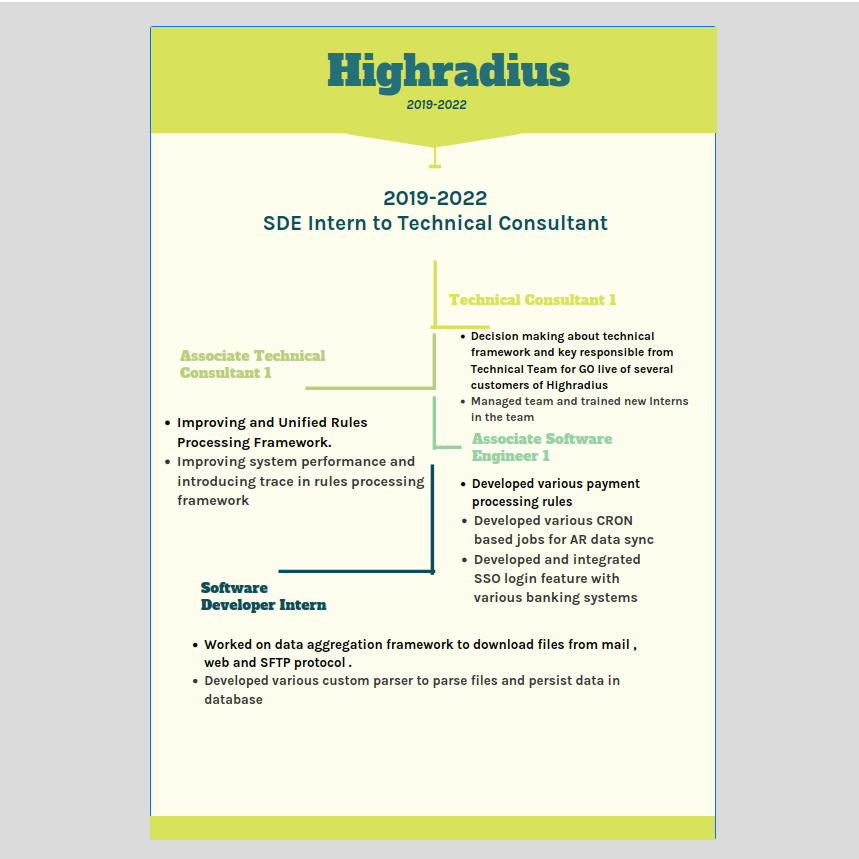 Highradius
2019-2022
2019-2022
SDE Intern to Technical Consultant
Technical Consultant 1
• Decision making about technical
framework and key responsible from
Technical Team for GO live of several
customers of Highradius
• Managed team and trained new Interns
in the team
Associate Technical
Consultant 1
• Improving and Unified Rules
Processing Framework.
• Improving system performance and
introducing trace in rules processing
framework
Associate Software
Engineer 1
• Developed various payment
processing rules
• Developed various CRON
based jobs for AR data sync
• Developed and integrated
SSO login feature with
various banking systems
Software
Developer Intern
• Worked on data aggregation framework to download files from mail ,
web and SFTP protocol .
• Developed various custom parser to parse files and persist data in
database